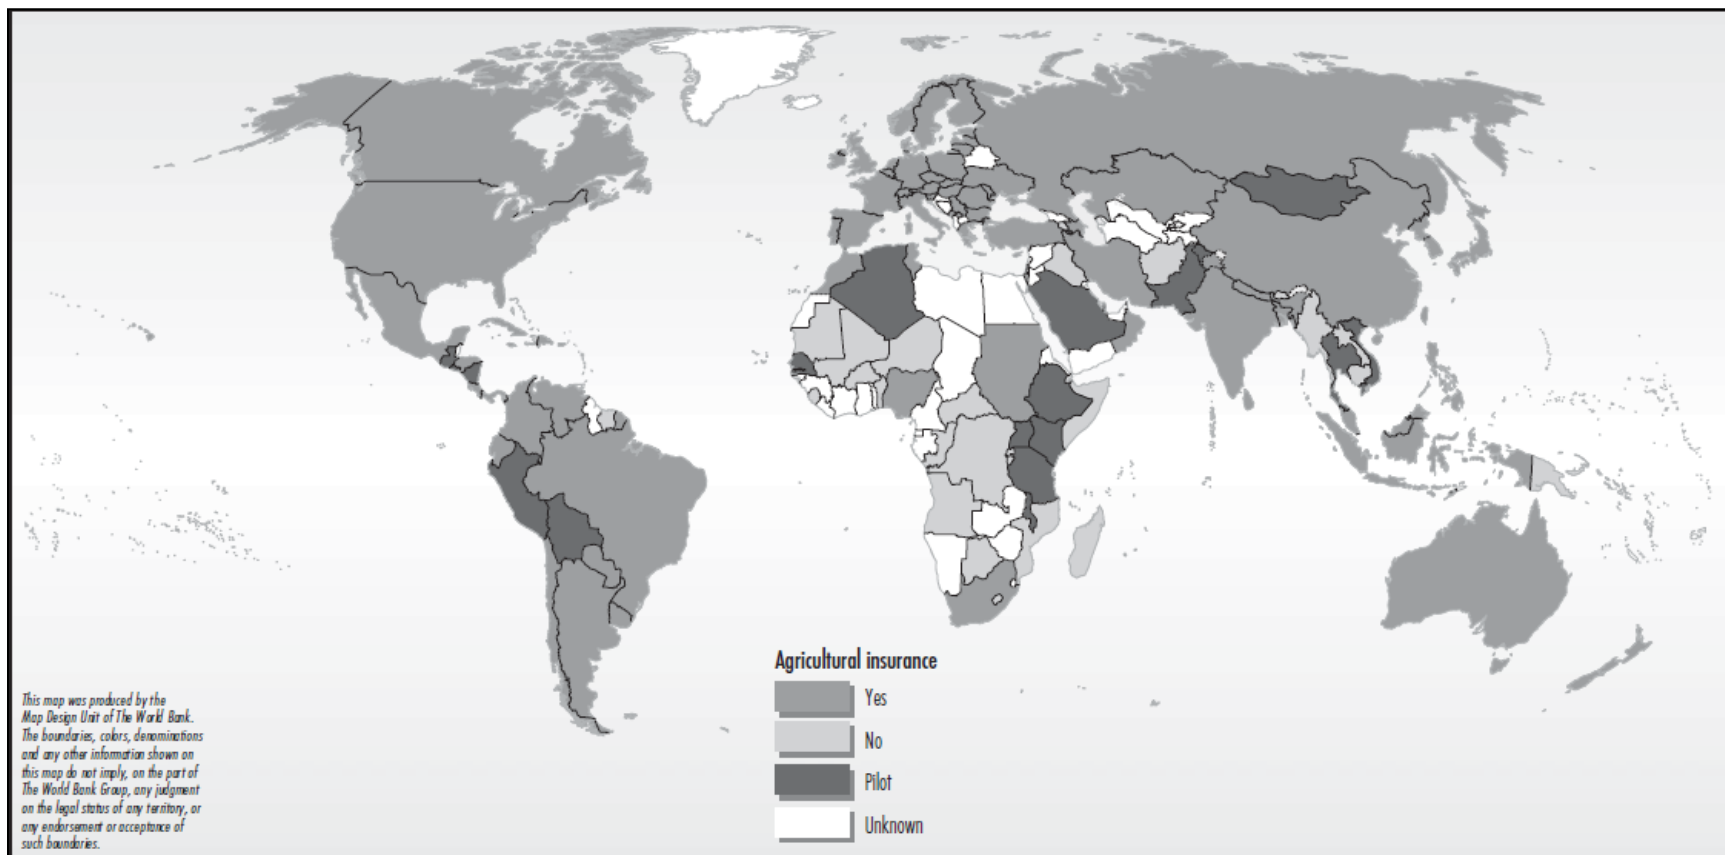 Agricultural insurance
Yes
No
Pilot
Unknown
This map was produced by the
Map Design Unit of The World Bank.
The boundaries, colors, denominations
and any other information shown on
this map do not imply, on the part of
The World Bank Group, any judgment
on the legal status of any territory, or
any endorsement or acceptance of
such boundaries.